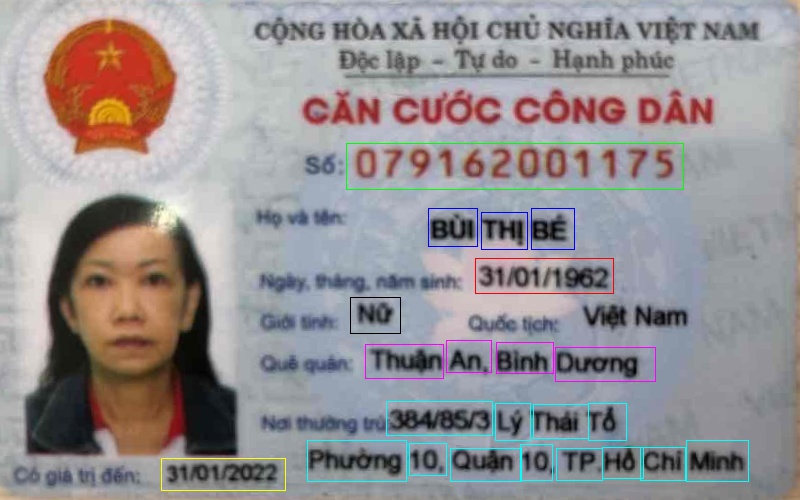 CỘNG HÒA XÃ HỘI CHỦ NGHĨA VIỆT NAM
Độc lập - Tự do - Hạnh phúc
CĂN CƯỚC CÔNG DÂN
Số: 079162001175
Họ và tên: BÙI THỊ BÉ
Ngày, tháng, năm sinh: 31/01/1962
Giới tính: Nữ Quốc tịch: Việt Nam
Quê quán: Thuận An, Bình Dương
Nơi thường trú: 384/85/3 Lý Thái Tổ
Phường 10, Quận 10, TP.Hồ Chí Minh
Có giá trị đến: 31/01/2022